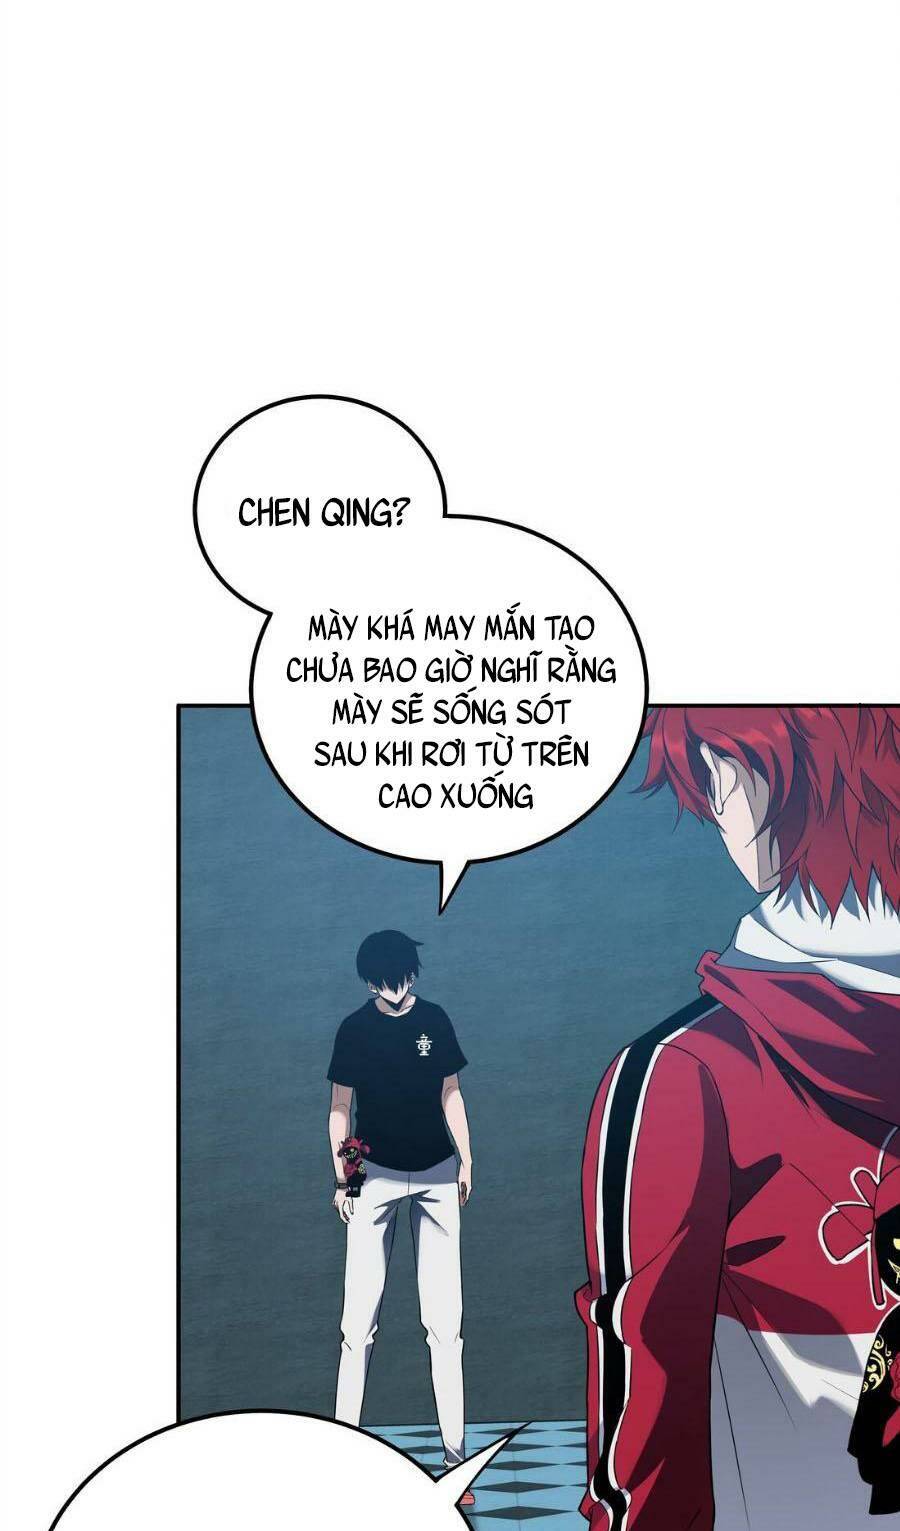 CHEN QING?
MÀY KHÁ MAY MẮN TAO
CHƯA BAO GIỜ NGHĨ RẰNG
MÀY SẼ SỐNG SÓT
SAU KHI RƠI TỪ TRÊN
CAO XUỐNG
童